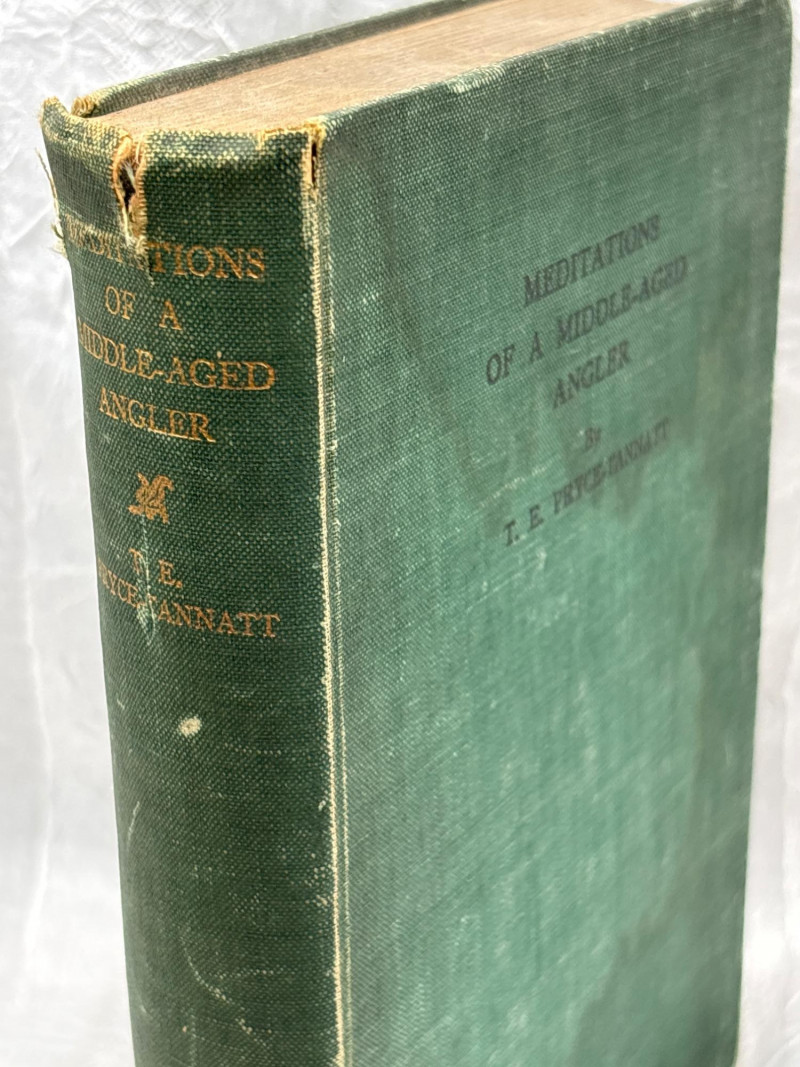 MEDITATIONS
OF A
MIDDLE-AGED
ANGLER
T. E.
PRYCE-TANNATT
MEDITATIONS
OF A MIDDLE-AGED
ANGLER
By
T. E. PRYCE-TANNATT